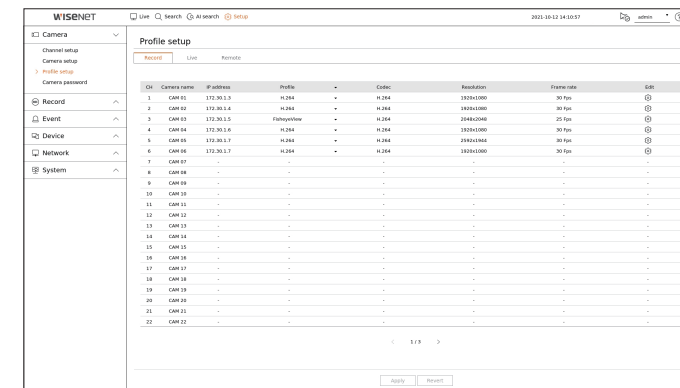 WISENET Live Search AI search Setup 2021-10-12 14:10:57 admin ?
Camera
Channel setup
Camera setup
> Profile setup
Camera password
Record
Event
Device
Network
System
Profile setup
Record Live Remote
CH Camera name IP address Profile Codec Resolution Frame rate Edit
1 CAM 01 172.30.1.3 H.264 H.264 1920x1080 30 Fps
2 CAM 02 172.30.1.4 H.264 H.264 1920x1080 30 Fps
3 CAM 03 172.30.1.5 FisheyeView H.264 2048x2048 25 Fps
4 CAM 04 172.30.1.6 H.264 H.264 1920x1080 30 Fps
5 CAM 05 172.30.1.7 H.264 H.264 2592x1944 30 Fps
6 CAM 06 172.30.1.7 H.264 H.264 1920x1080 30 Fps
7 CAM 07 - - - - - -
8 CAM 08 - - - - - -
9 CAM 09 - - - - - -
10 CAM 10 - - - - - -
11 CAM 11 - - - - - -
12 CAM 12 - - - - - -
13 CAM 13 - - - - - -
14 CAM 14 - - - - - -
15 CAM 15 - - - - - -
16 CAM 16 - - - - - -
17 CAM 17 - - - - - -
18 CAM 18 - - - - - -
19 CAM 19 - - - - - -
20 CAM 20 - - - - - -
21 CAM 21 - - - - - -
22 CAM 22 - - - - - -
< 1 / 3 >
Apply Revert